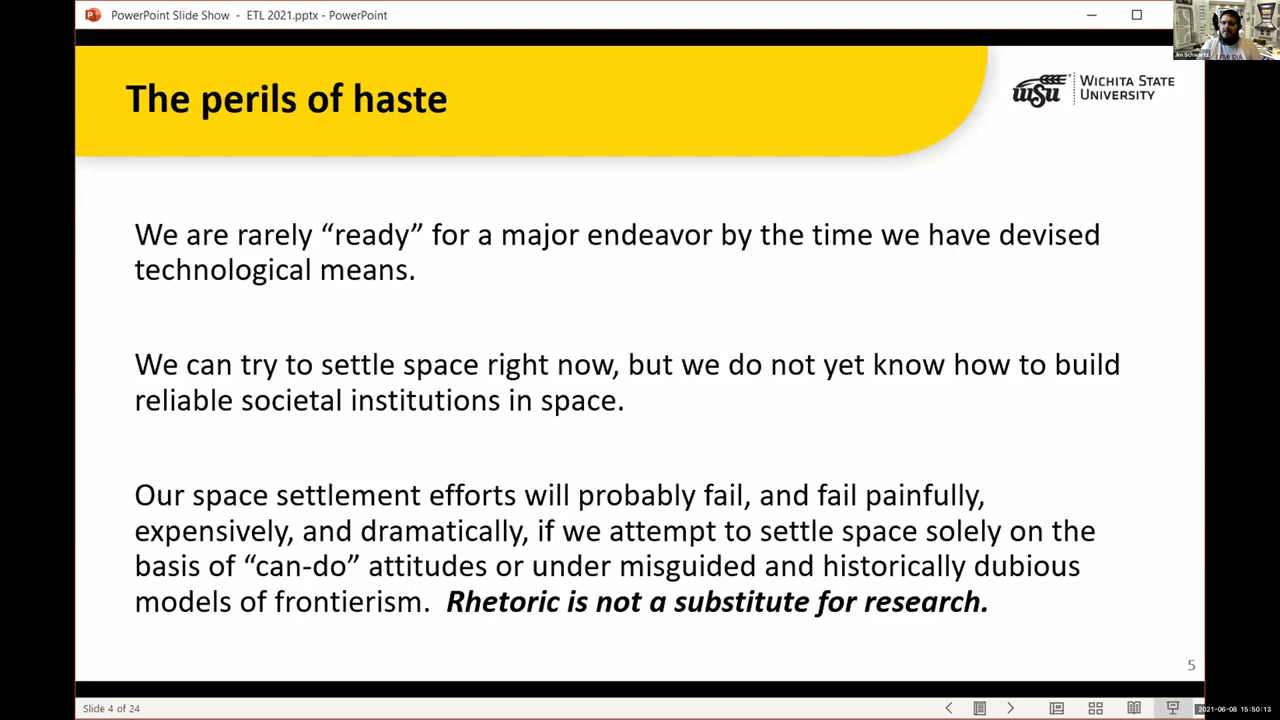 PowerPoint Slide Show - ETL 2021.pptx - PowerPoint
Jim Schwartz
The perils of haste
WSU
WICHITA STATE
UNIVERSITY
We are rarely “ready” for a major endeavor by the time we have devised
technological means.
We can try to settle space right now, but we do not yet know how to build
reliable societal institutions in space.
Our space settlement efforts will probably fail, and fail painfully,
expensively, and dramatically, if we attempt to settle space solely on the
basis of “can-do” attitudes or under misguided and historically dubious
models of frontierism. Rhetoric is not a substitute for research.
5
Slide 4 of 24
2021-06-08 15:50:13